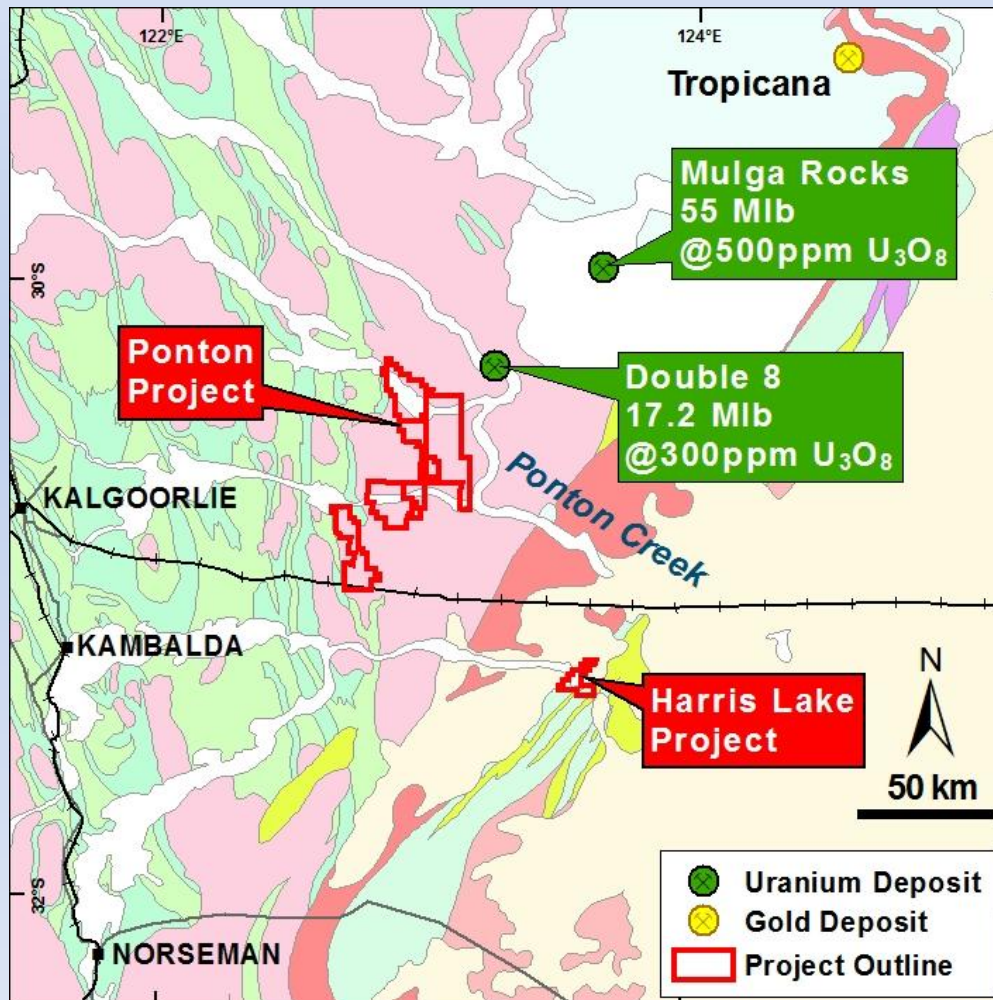 122°E
124°E
Tropicana
Mulga Rocks
55 Mlb
@500ppm U₃O₈
30°S
Ponton
Project
Double 8
17.2 Mlb
@300ppm U₃O₈
KALGOORLIE
Ponton Creek
KAMBALDA
Harris Lake
Project
N
50 km
32°S
NORSEMAN
Uranium Deposit
Gold Deposit
Project Outline